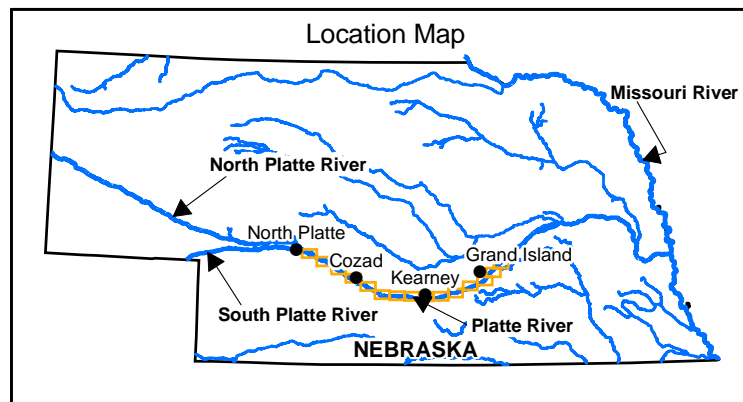 Location Map
Missouri River
North Platte River
North Platte
Cozad
Grand Island
Kearney
South Platte River
Platte River
NEBRASKA